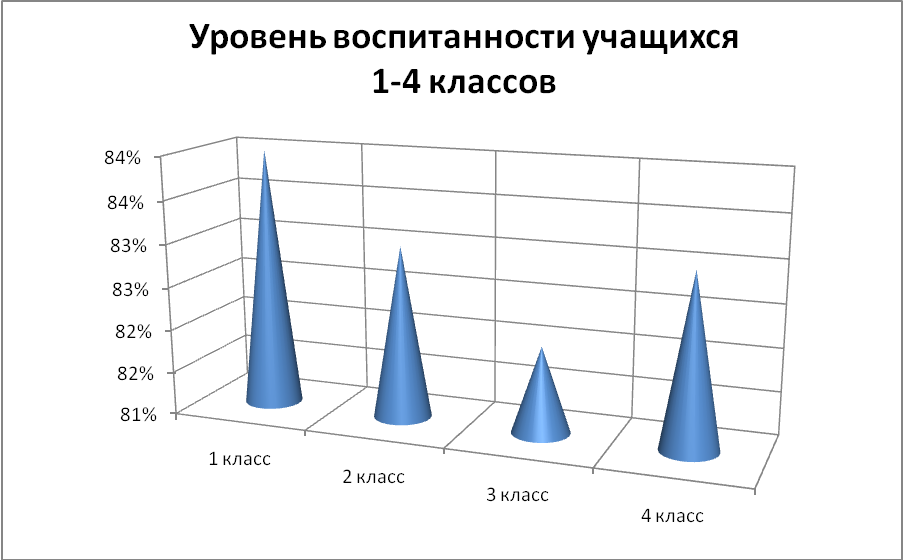 Уровень воспитанности учащихся
1-4 классов
84%
84%
83%
83%
82%
82%
81%
1 класс
2 класс
3 класс
4 класс